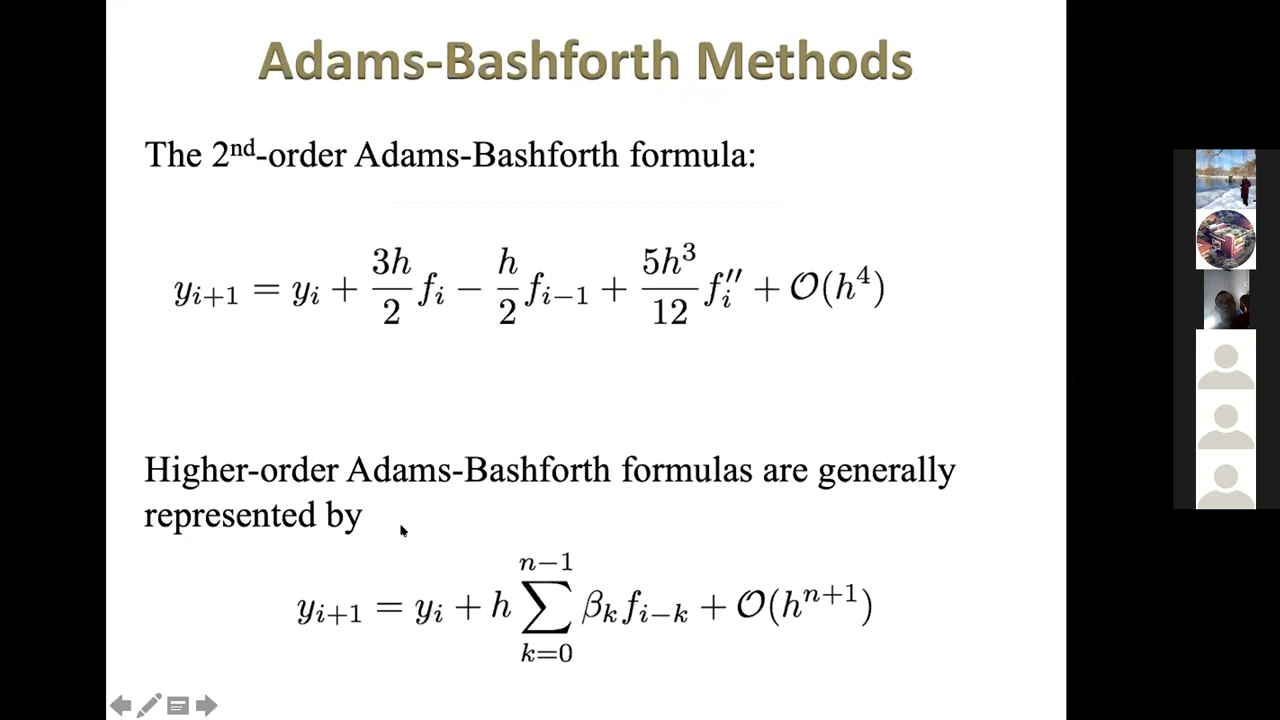 Adams-Bashforth Methods
The 2nd-order Adams-Bashforth formula:
y_{i+1} = y_i + \frac{3h}{2} f_i - \frac{h}{2} f_{i-1} + \frac{5h^3}{12} f_i'' + \mathcal{O}(h^4)
Higher-order Adams-Bashforth formulas are generally
represented by
y_{i+1} = y_i + h \sum_{k=0}^{n-1} \beta_k f_{i-k} + \mathcal{O}(h^{n+1})